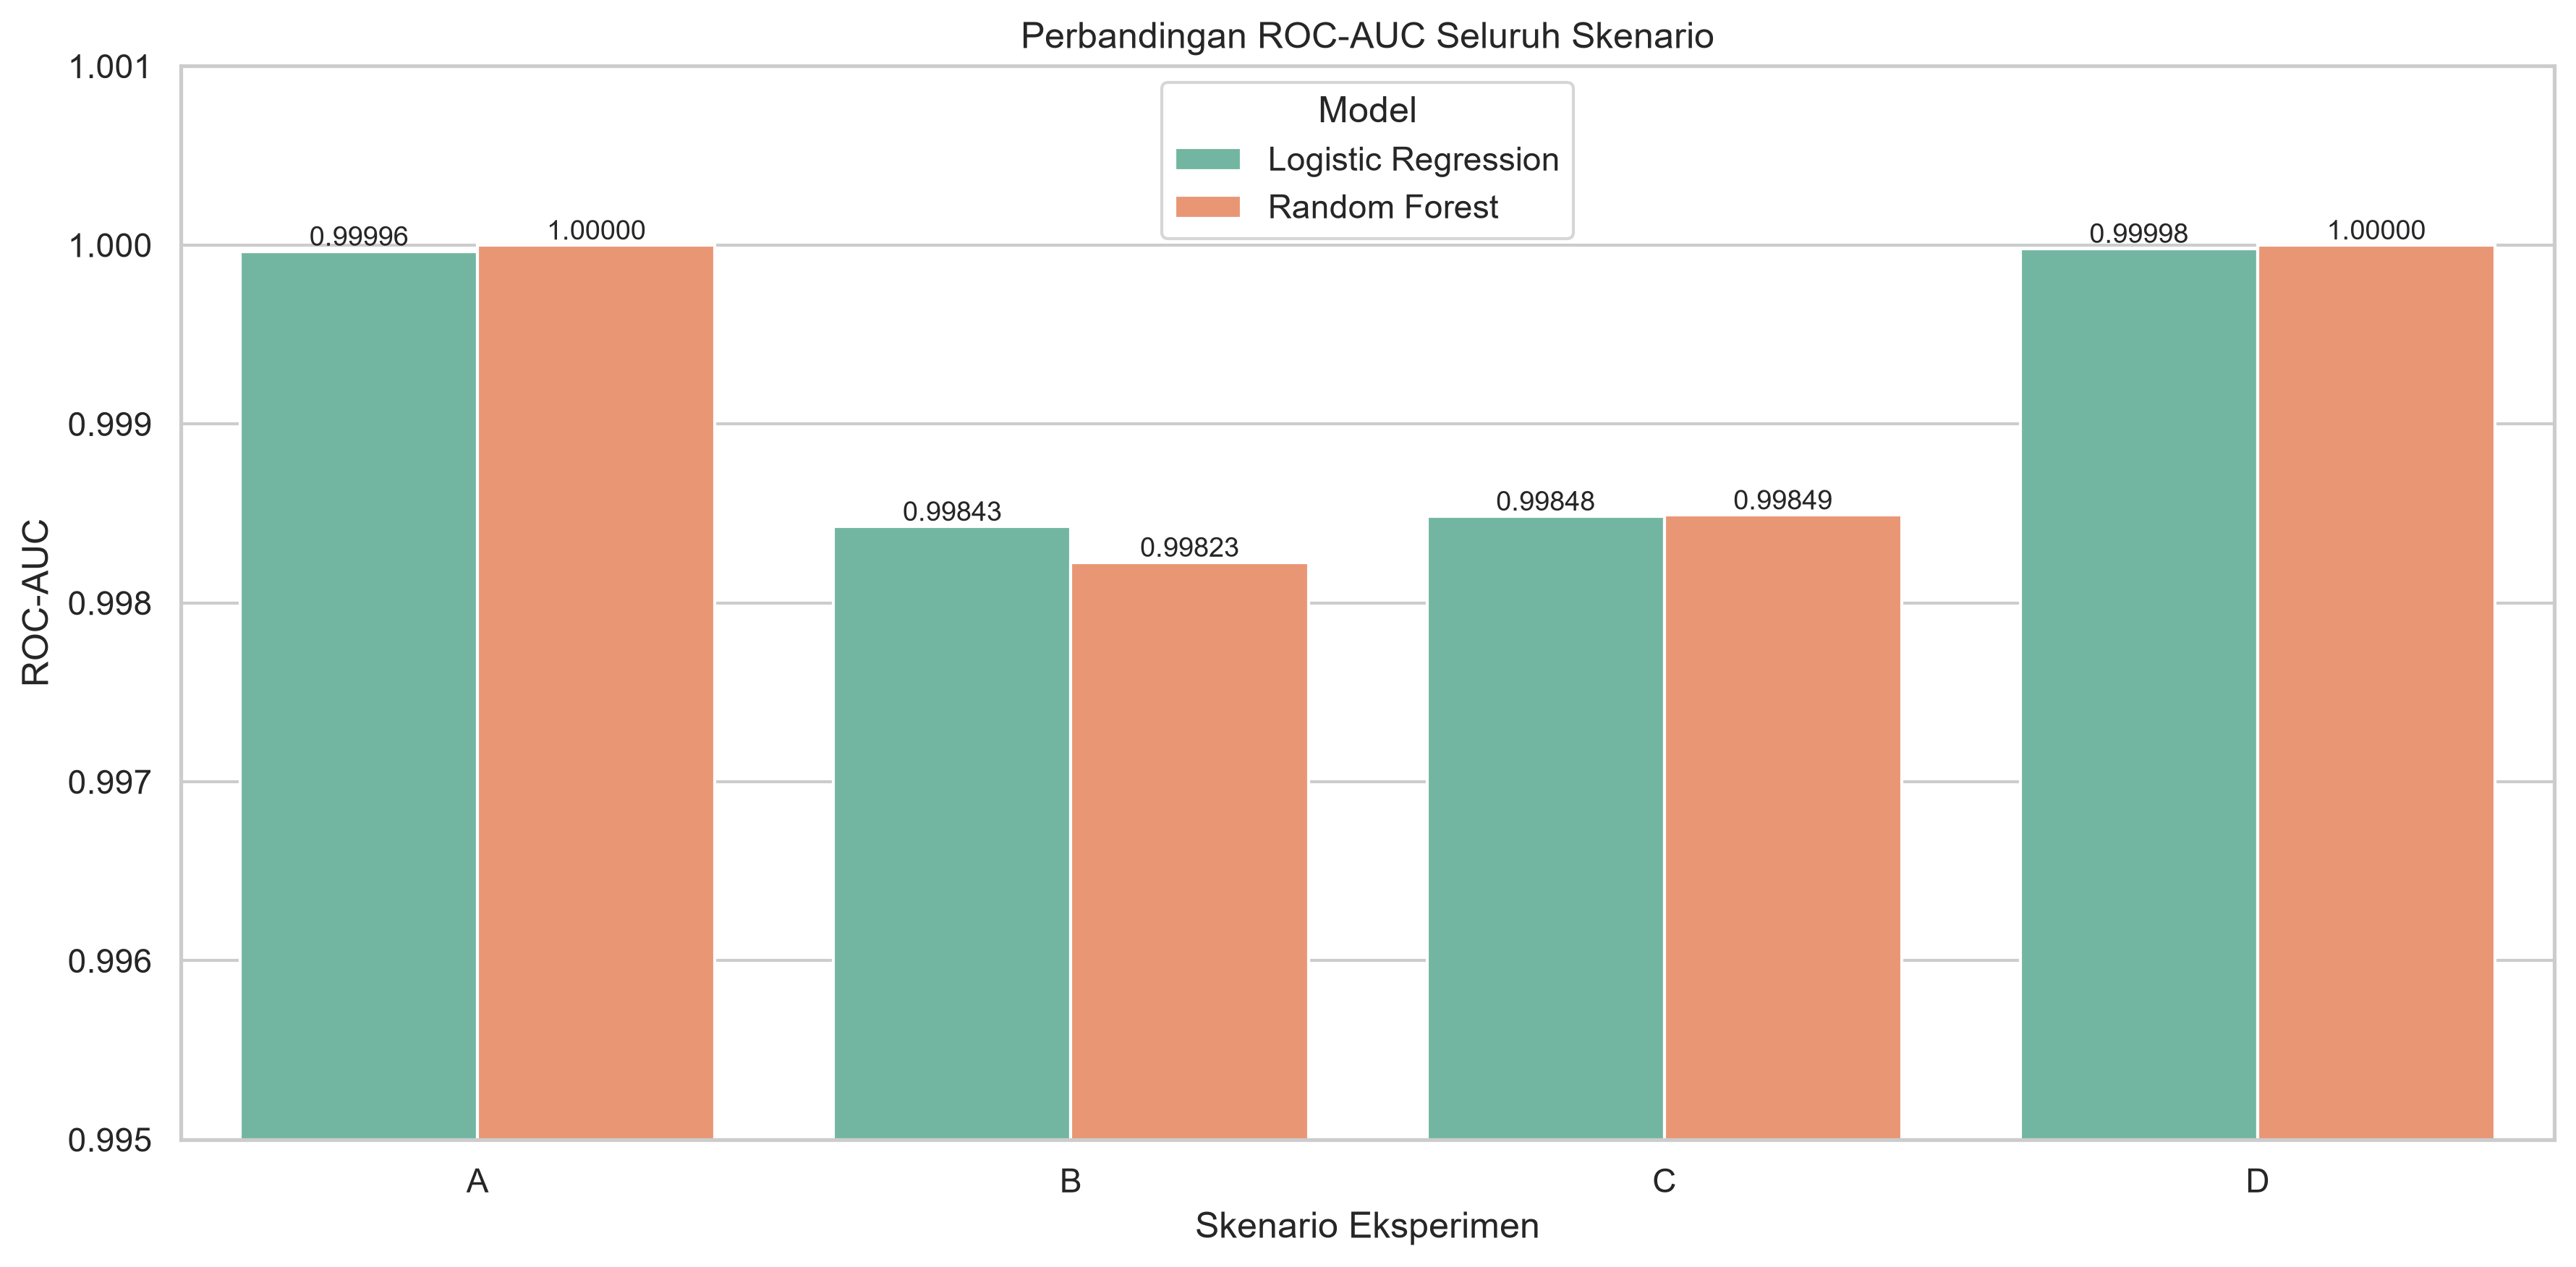 Perbandingan ROC-AUC Seluruh Skenario
Model
Logistic Regression
Random Forest
ROC-AUC
1.001
1.000
0.999
0.998
0.997
0.996
0.995
0.99996
1.00000
0.99843
0.99823
0.99848
0.99849
0.99998
1.00000
A
B
C
D
Skenario Eksperimen